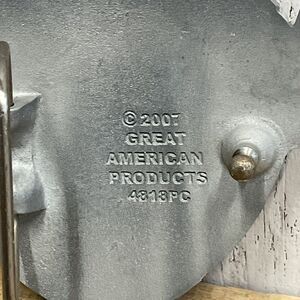 © 2007
GREAT
AMERICAN
PRODUCTS
4813PC